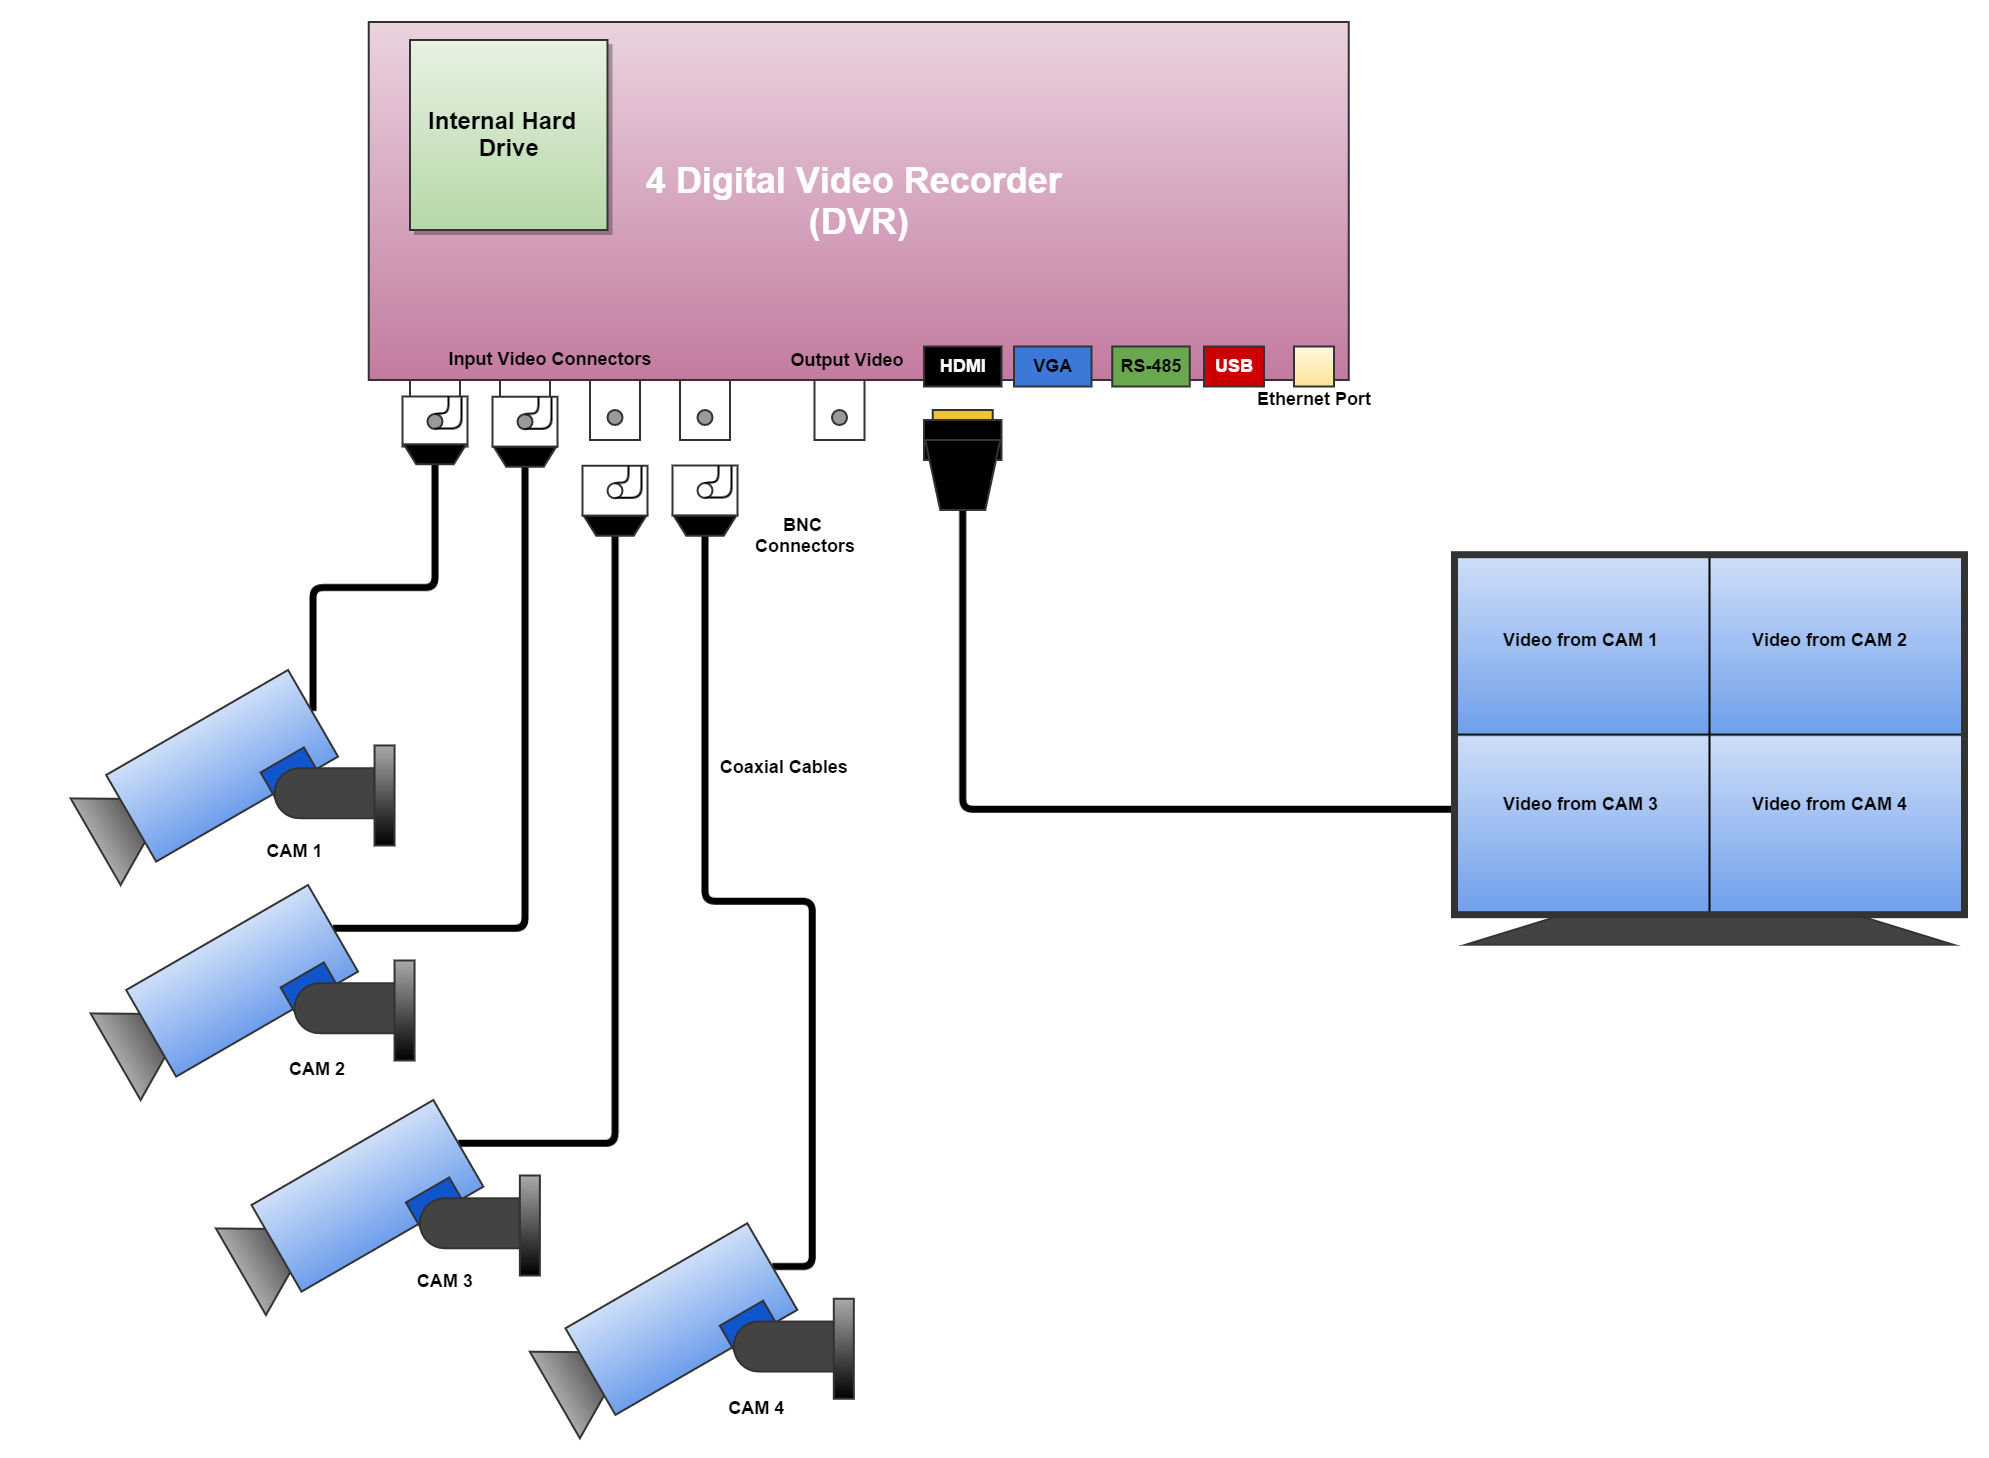 Internal Hard
Drive
4 Digital Video Recorder
(DVR)
Input Video Connectors
Output Video
HDMI
VGA
RS-485
USB
Ethernet Port
BNC
Connectors
Video from CAM 1
Video from CAM 2
Coaxial Cables
Video from CAM 3
Video from CAM 4
CAM 1
CAM 2
CAM 3
CAM 4